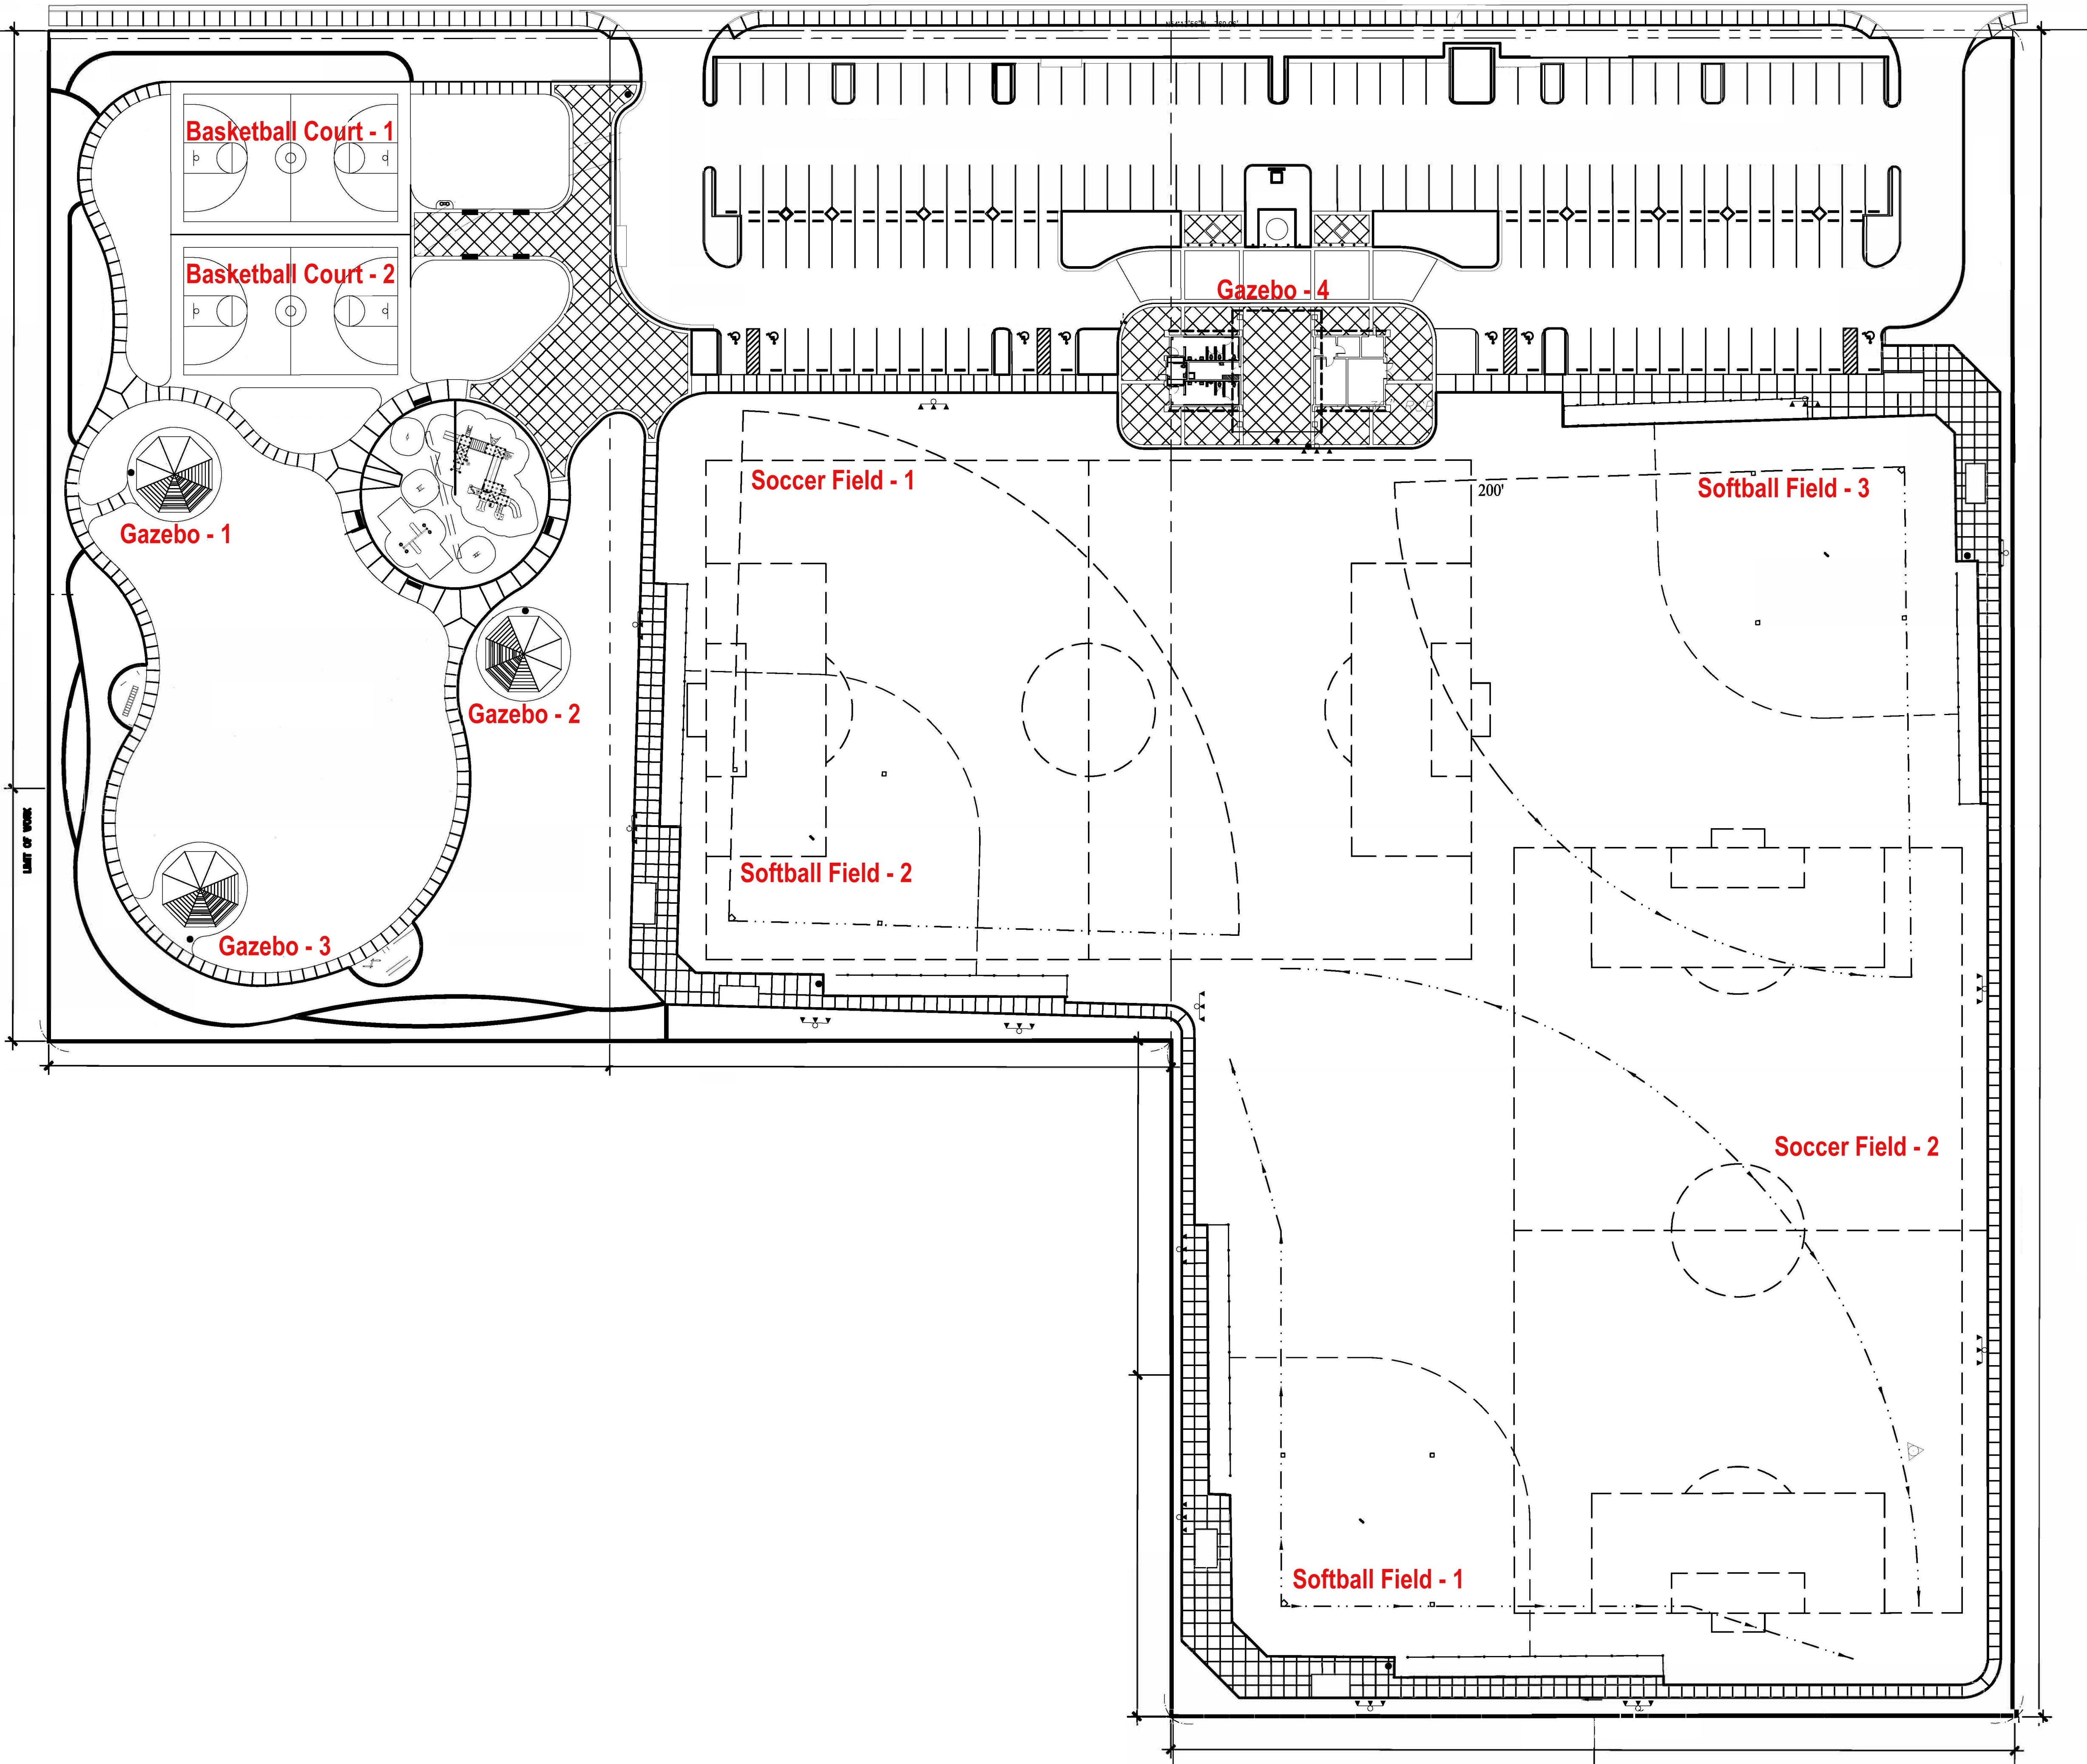 Basketball Court - 1
Basketball Court - 2
Gazebo - 4
Soccer Field - 1
200'
Softball Field - 3
Gazebo - 1
Gazebo - 2
LIMIT OF WORK
Softball Field - 2
Gazebo - 3
Soccer Field - 2
Softball Field - 1